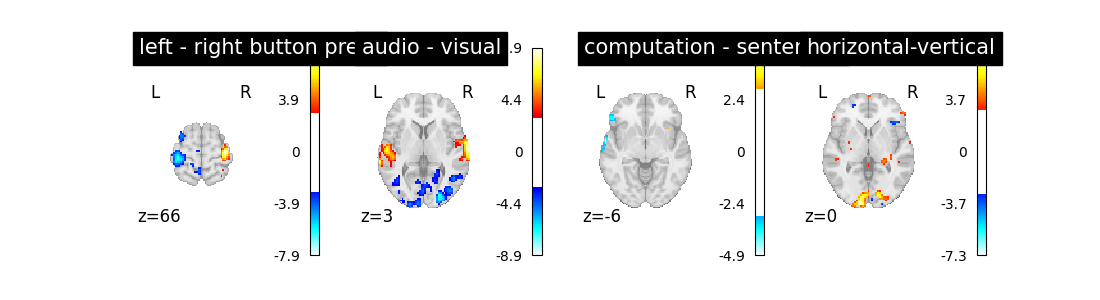 left - right button pre
audio - visual
computation - senter
horizontal-vertical
L R
3.9
0
-3.9
-7.9
z=66
L R
.9
4.4
0
-4.4
-8.9
z=3
L R
2.4
0
-2.4
-4.9
z=-6
L R
3.7
0
-3.7
-7.3
z=0